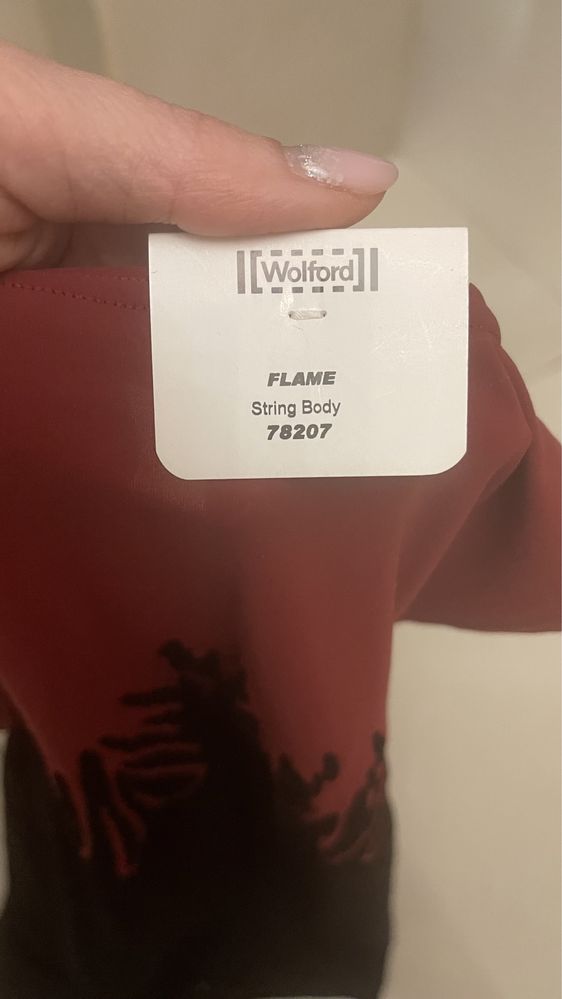 Wolford
FLAME
String Body
78207